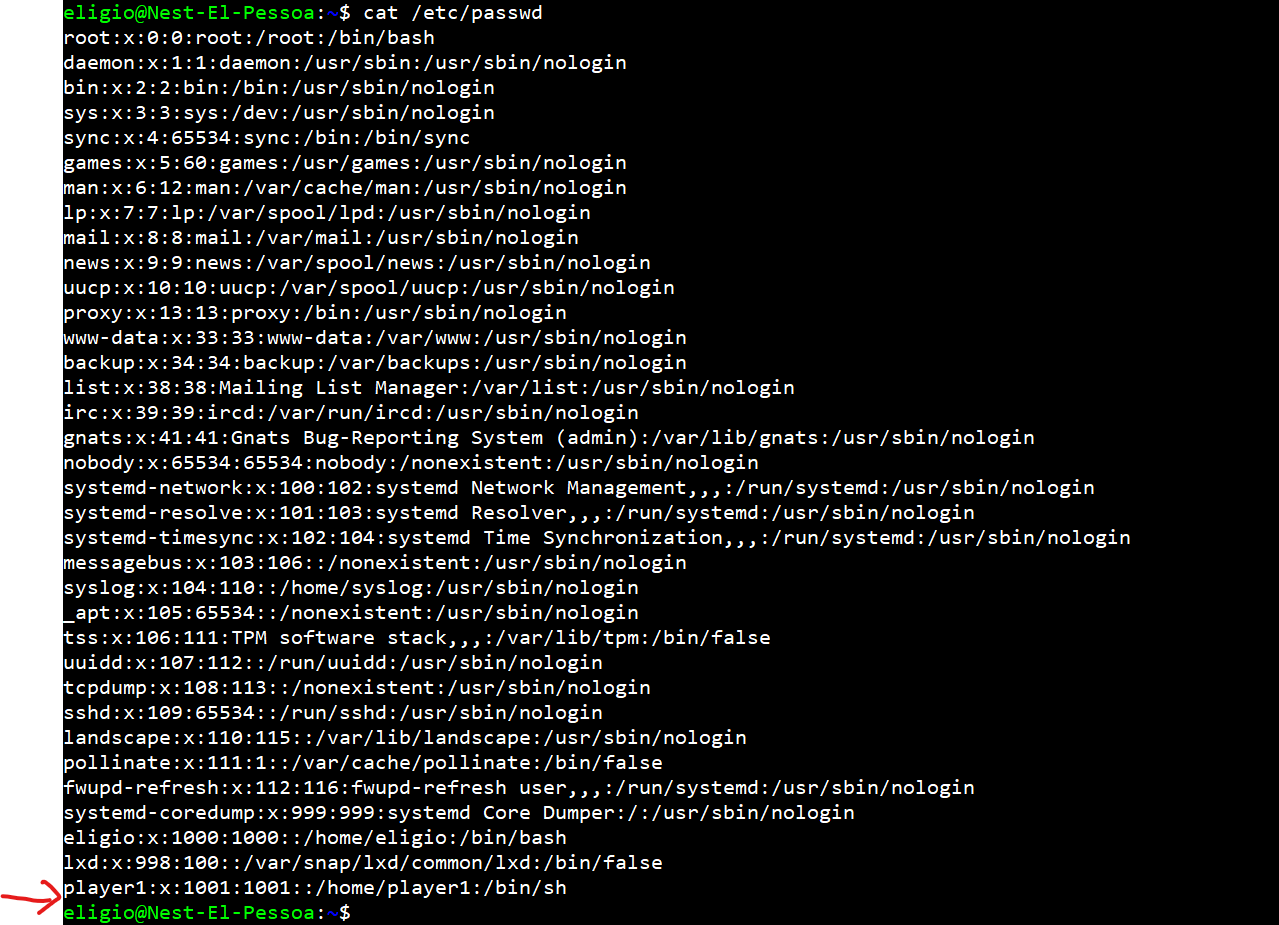 eligio@Nest-El-Pessoa:~$ cat /etc/passwd
root:x:0:0:root:/root:/bin/bash
daemon:x:1:1:daemon:/usr/sbin:/usr/sbin/nologin
bin:x:2:2:bin:/bin:/usr/sbin/nologin
sys:x:3:3:sys:/dev:/usr/sbin/nologin
sync:x:4:65534:sync:/bin:/bin/sync
games:x:5:60:games:/usr/games:/usr/sbin/nologin
man:x:6:12:man:/var/cache/man:/usr/sbin/nologin
lp:x:7:7:lp:/var/spool/lpd:/usr/sbin/nologin
mail:x:8:8:mail:/var/mail:/usr/sbin/nologin
news:x:9:9:news:/var/spool/news:/usr/sbin/nologin
uucp:x:10:10:uucp:/var/spool/uucp:/usr/sbin/nologin
proxy:x:13:13:proxy:/bin:/usr/sbin/nologin
www-data:x:33:33:www-data:/var/www:/usr/sbin/nologin
backup:x:34:34:backup:/var/backups:/usr/sbin/nologin
list:x:38:38:Mailing List Manager:/var/list:/usr/sbin/nologin
irc:x:39:39:ircd:/var/run/ircd:/usr/sbin/nologin
gnats:x:41:41:Gnats Bug-Reporting System (admin):/var/lib/gnats:/usr/sbin/nologin
nobody:x:65534:65534:nobody:/nonexistent:/usr/sbin/nologin
systemd-network:x:100:102:systemd Network Management,,,:/run/systemd:/usr/sbin/nologin
systemd-resolve:x:101:103:systemd Resolver,,,:/run/systemd:/usr/sbin/nologin
systemd-timesync:x:102:104:systemd Time Synchronization,,,:/run/systemd:/usr/sbin/nologin
messagebus:x:103:106::/nonexistent:/usr/sbin/nologin
syslog:x:104:110::/home/syslog:/usr/sbin/nologin
_apt:x:105:65534::/nonexistent:/usr/sbin/nologin
tss:x:106:111:TPM software stack,,,:/var/lib/tpm:/bin/false
uuidd:x:107:112::/run/uuidd:/usr/sbin/nologin
tcpdump:x:108:113::/nonexistent:/usr/sbin/nologin
sshd:x:109:65534::/run/sshd:/usr/sbin/nologin
landscape:x:110:115::/var/lib/landscape:/usr/sbin/nologin
pollinate:x:111:1::/var/cache/pollinate:/bin/false
fwupd-refresh:x:112:116:fwupd-refresh user,,,:/run/systemd:/usr/sbin/nologin
systemd-coredump:x:999:999:systemd Core Dumper:/:/usr/sbin/nologin
eligio:x:1000:1000::/home/eligio:/bin/bash
lxd:x:998:100::/var/snap/lxd/common/lxd:/bin/false
player1:x:1001:1001::/home/player1:/bin/sh
eligio@Nest-El-Pessoa:~$